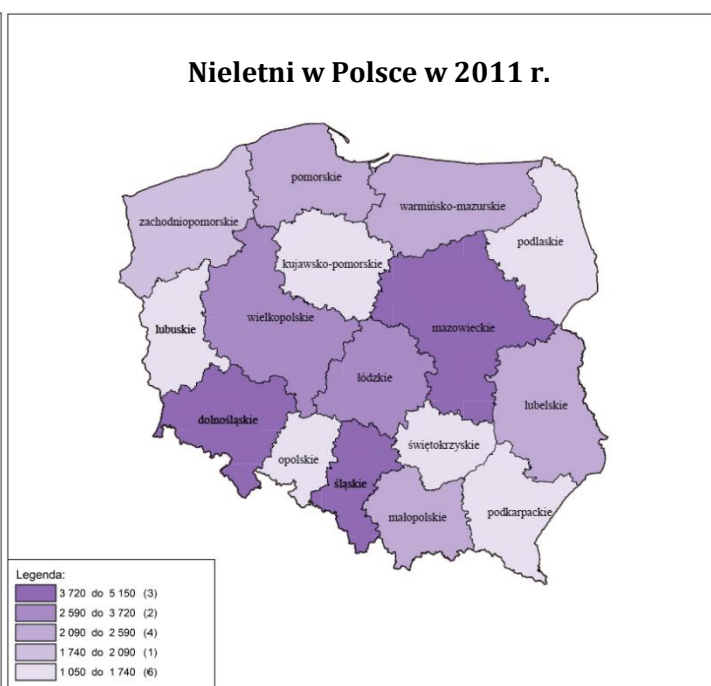 Nieletni w Polsce w 2011 r.
pomorskie
warmińsko-mazurskie
zachodniopomorskie
podlaskie
kujawsko-pomorskie
wielkopolskie
mazowieckie
lubuskie
łódzkie
lubelskie
dolnośląskie
świętokrzyskie
opolskie
śląskie
podkarpackie
małopolskie
Legenda:
3 720 do 5 150 (3)
2 590 do 3 720 (2)
2 090 do 2 590 (4)
1 740 do 2 090 (1)
1 050 do 1 740 (6)